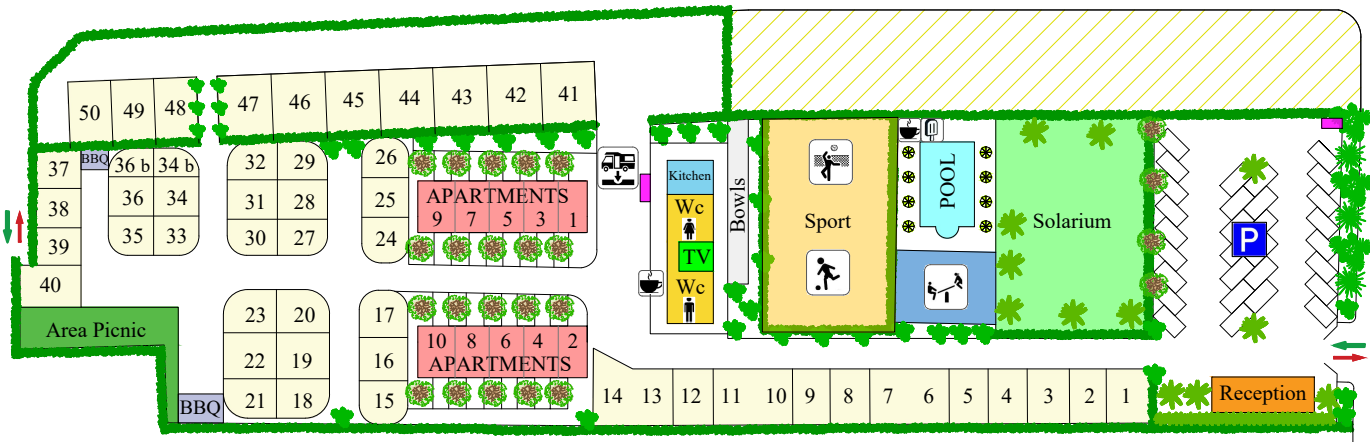 50 49 48 47 46 45 44 43 42 41
37 BBQ 36 b 34 b 32 29 26
38 36 34 31 28 25
39 35 33 30 27 24
40
APARTMENTS
9 7 5 3 1
Kitchen
Wc
TV
Wc
Bowls
Sport
POOL
Solarium
P
Area Picnic
23 20 17
22 19 16
21 18 15
BBQ
10 8 6 4 2
APARTMENTS
14 13 12 11 10 9 8 7 6 5 4 3 2 1
Reception